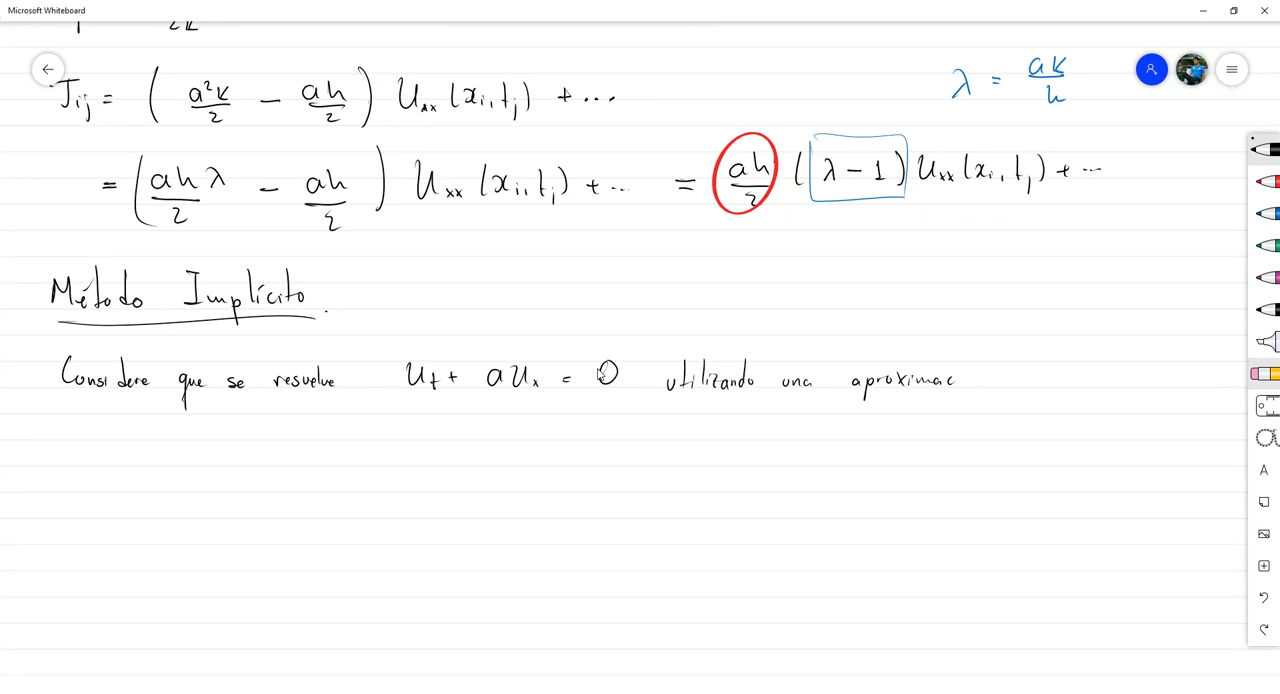 Microsoft Whiteboard
2k
Tij = ( a²k/2 − ah/2 ) Uxx (xi, tj) + ...
λ = ak/h
= ( ahλ/2 − ah/2 ) Uxx (xi, tj) + ... = ah/2 ( λ − 1 ) Uxx (xi, tj) + ...
Método Implícito.
Considere que se resuelve Ut + aUx = 0 utilizando una aproximac
A